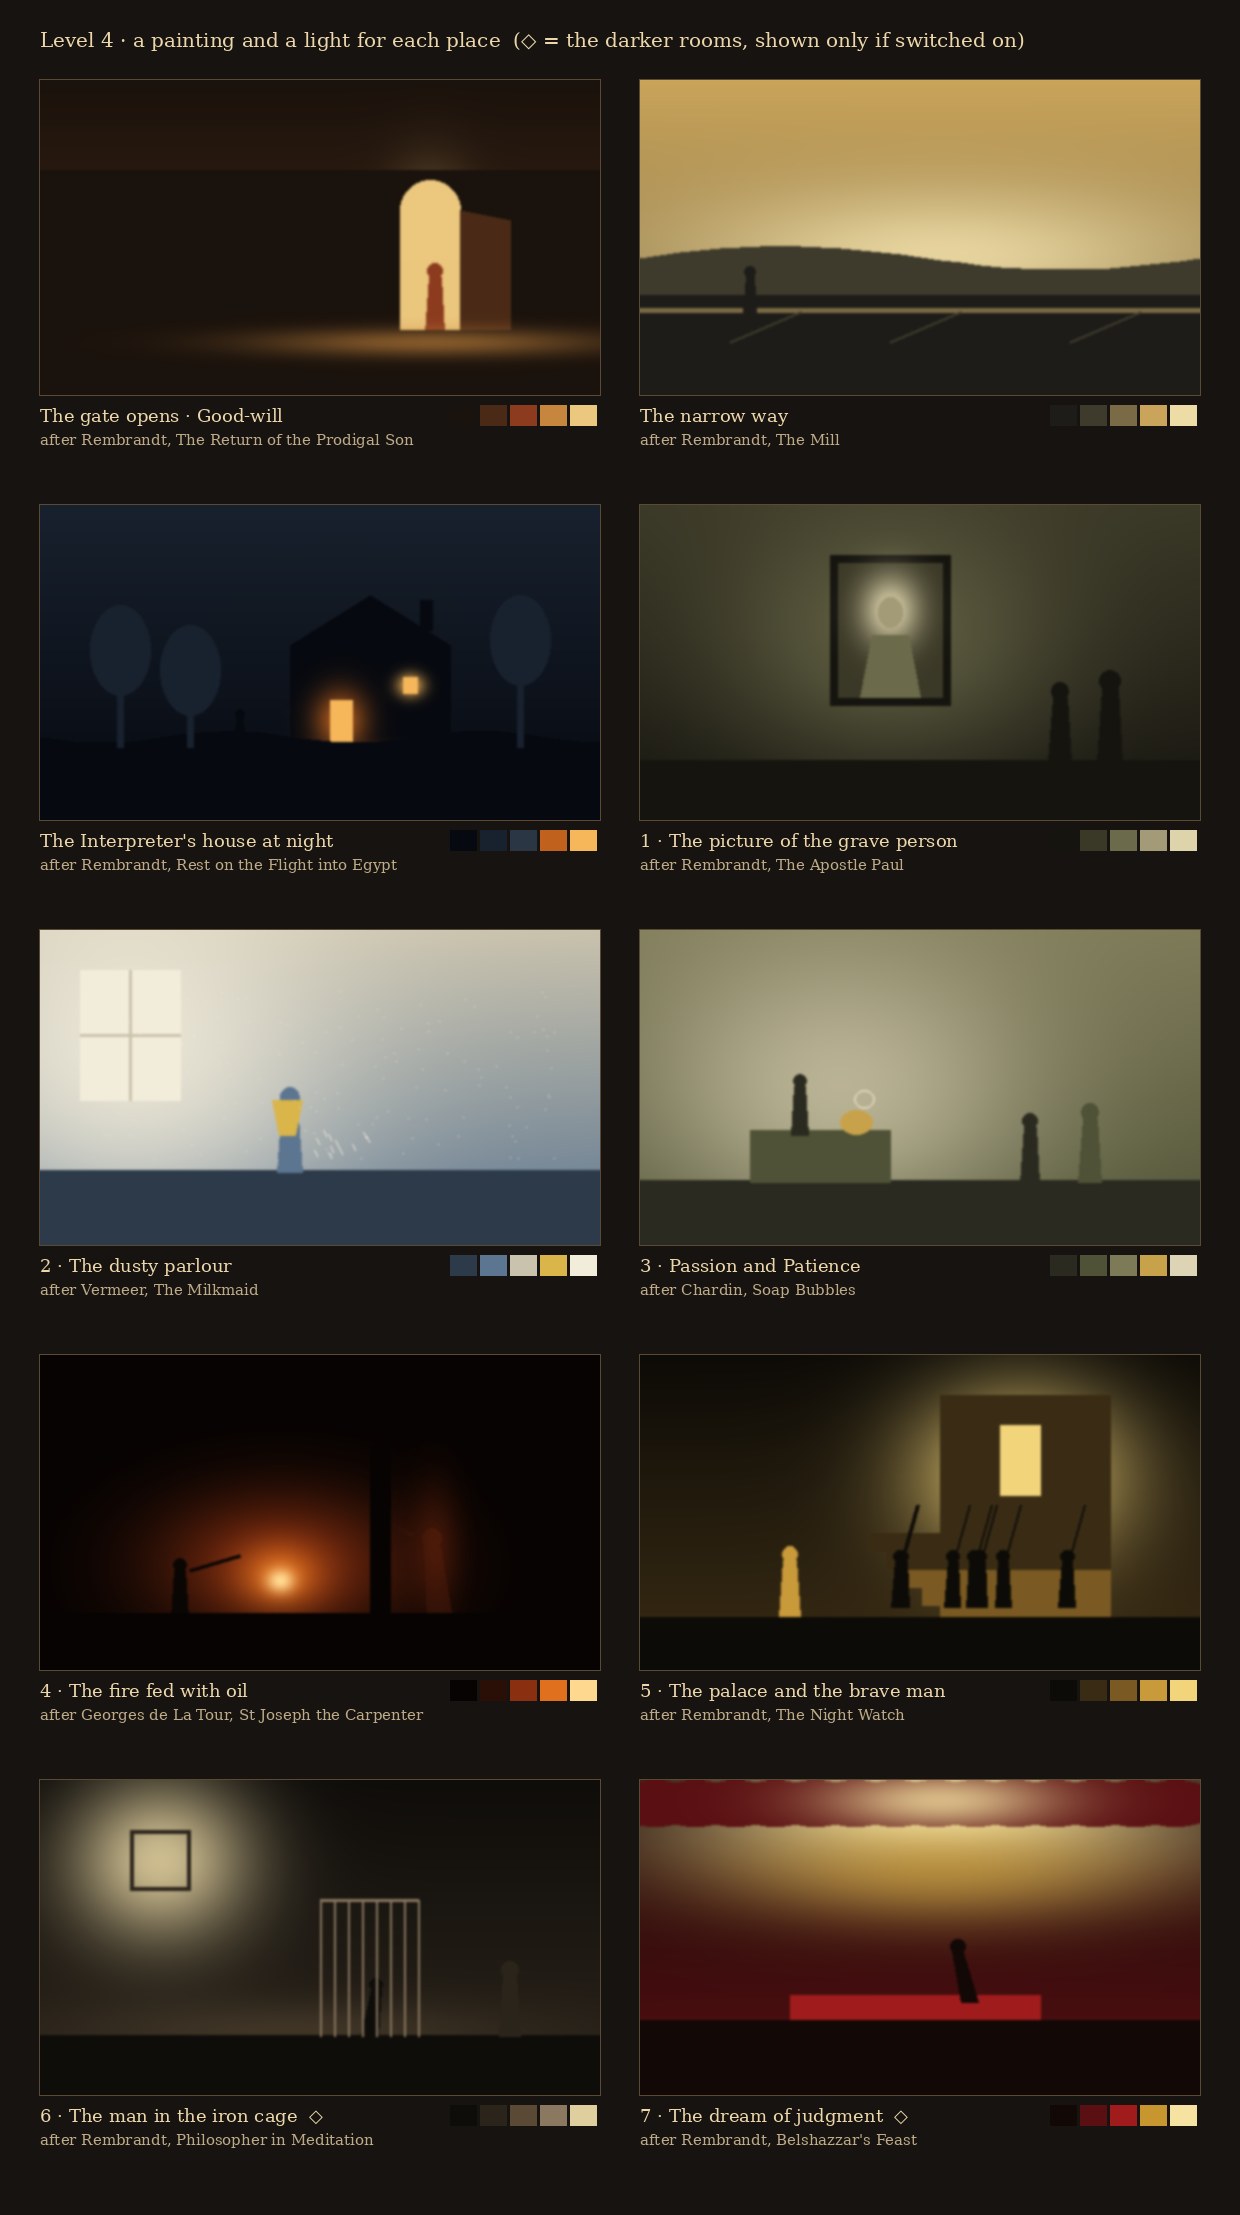 Level 4 · a painting and a light for each place (◇ = the darker rooms, shown only if switched on)
The gate opens · Good-will
after Rembrandt, The Return of the Prodigal Son
The narrow way
after Rembrandt, The Mill
The Interpreter's house at night
after Rembrandt, Rest on the Flight into Egypt
1 · The picture of the grave person
after Rembrandt, The Apostle Paul
2 · The dusty parlour
after Vermeer, The Milkmaid
3 · Passion and Patience
after Chardin, Soap Bubbles
4 · The fire fed with oil
after Georges de La Tour, St Joseph the Carpenter
5 · The palace and the brave man
after Rembrandt, The Night Watch
6 · The man in the iron cage ◇
after Rembrandt, Philosopher in Meditation
7 · The dream of judgment ◇
after Rembrandt, Belshazzar's Feast